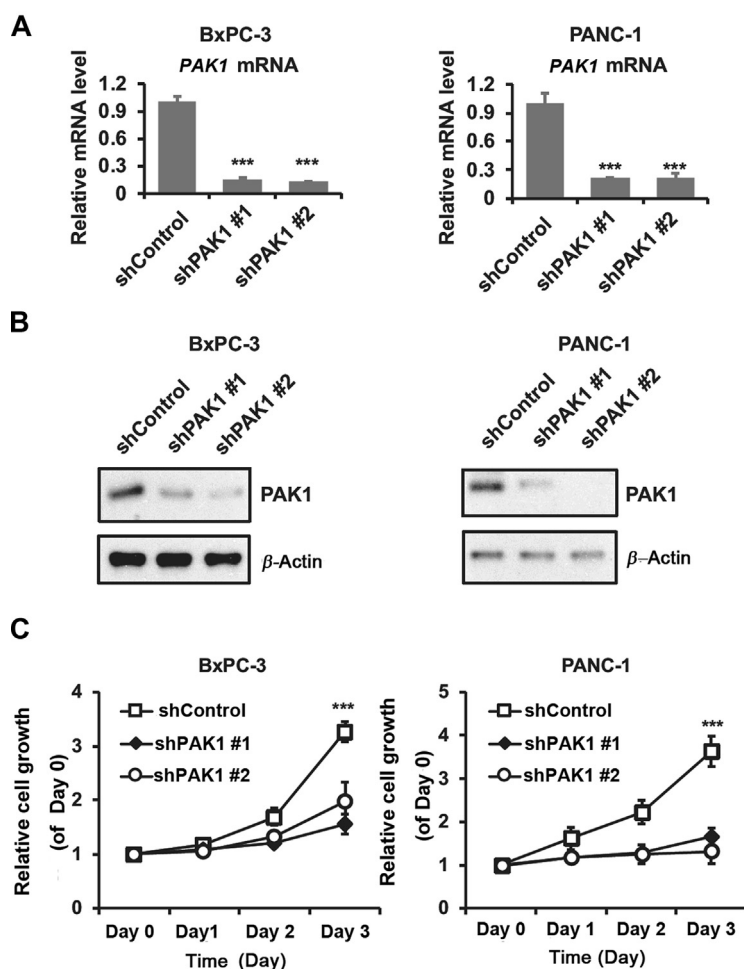 A
BxPC-3
PAK1 mRNA
Relative mRNA level
1.2
0.9
0.6
0.3
0
***
***
shControl
shPAK1 #1
shPAK1 #2
PANC-1
PAK1 mRNA
Relative mRNA level
1.2
0.9
0.6
0.3
0
***
***
shControl
shPAK1 #1
shPAK1 #2
B
BxPC-3
shControl
shPAK1 #1
shPAK1 #2
PAK1
β-Actin
PANC-1
shControl
shPAK1 #1
shPAK1 #2
PAK1
β-Actin
C
BxPC-3
Relative cell growth
(of Day 0)
4
3
2
1
0
shControl
shPAK1 #1
shPAK1 #2
***
Day 0 Day1 Day 2 Day 3
Time (Day)
PANC-1
Relative cell growth
(of Day 0)
5
4
3
2
1
0
shControl
shPAK1 #1
shPAK1 #2
***
Day 0 Day 1 Day 2 Day 3
Time (Day)